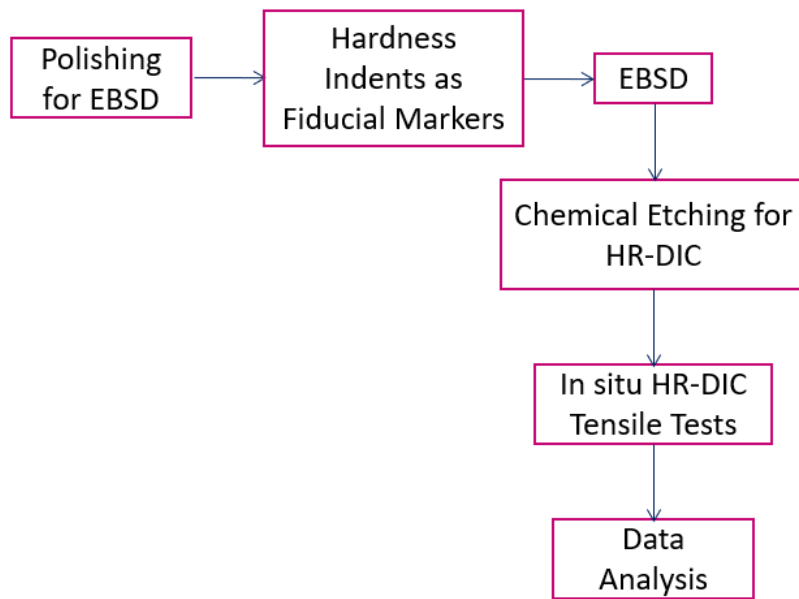 Polishing
for EBSD
Hardness
Indents as
Fiducial Markers
EBSD
Chemical Etching for
HR-DIC
In situ HR-DIC
Tensile Tests
Data
Analysis